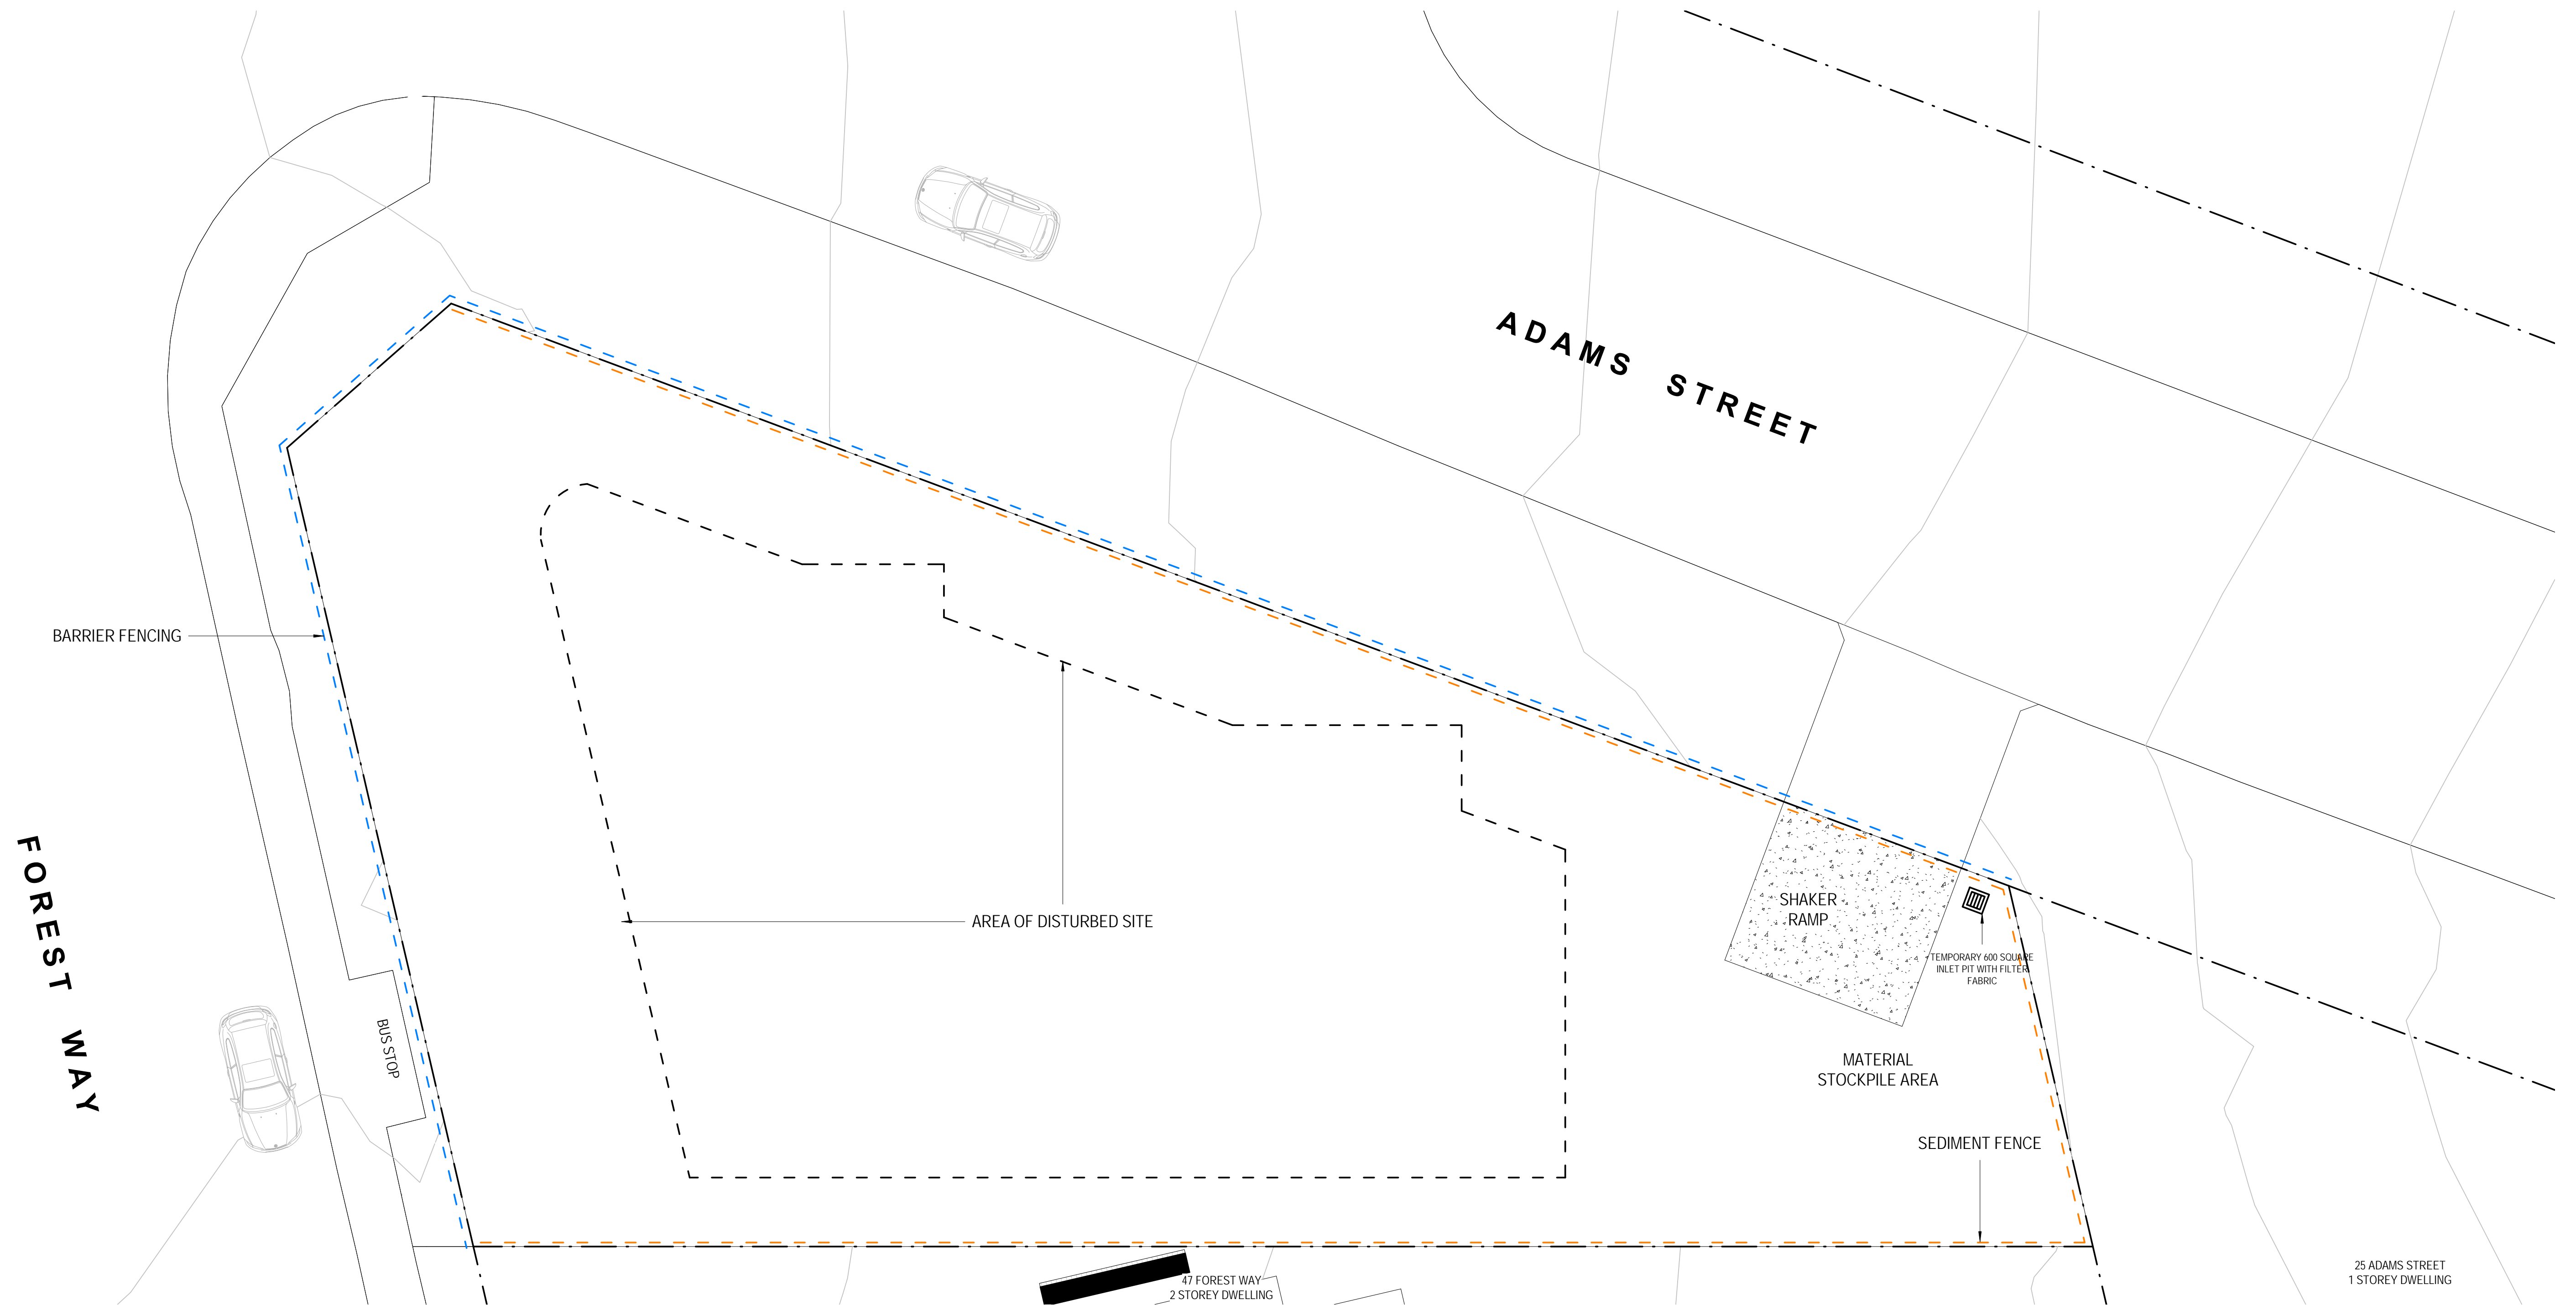 ADAMS STREET
BARRIER FENCING
FOREST WAY
AREA OF DISTURBED SITE
SHAKER
RAMP
TEMPORARY 600 SQUARE
INLET PIT WITH FILTER
FABRIC
BUS STOP
MATERIAL
STOCKPILE AREA
SEDIMENT FENCE
47 FOREST WAY
2 STOREY DWELLING
25 ADAMS STREET
1 STOREY DWELLING